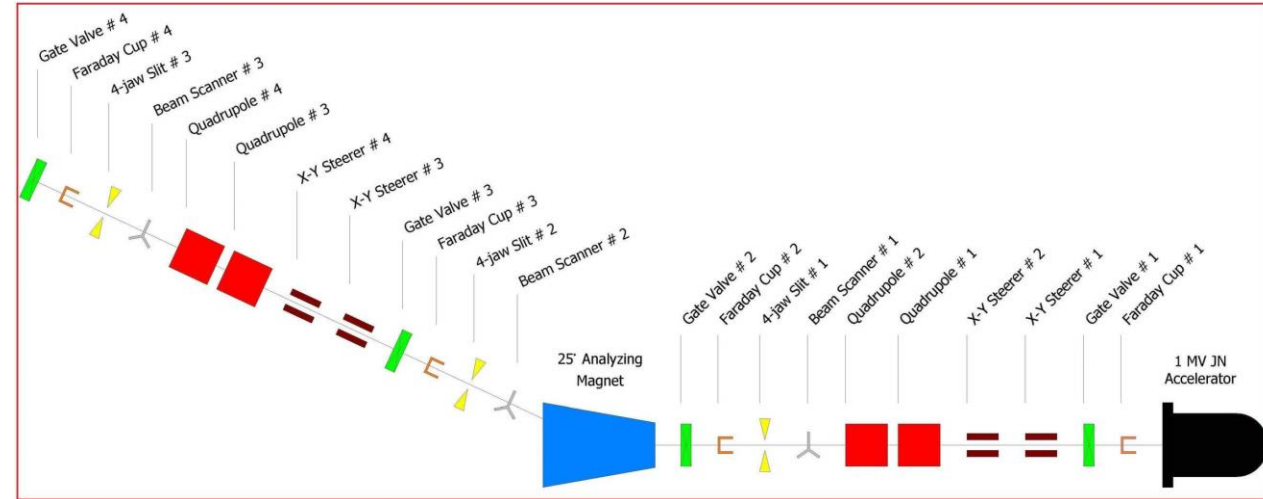 Gate Valve # 4
Faraday Cup # 4
4-jaw Slit # 3
Beam Scanner # 3
Quadrupole # 4
Quadrupole # 3
X-Y Steerer # 4
X-Y Steerer # 3
Gate Valve # 3
Faraday Cup # 3
4-jaw Slit # 2
Beam Scanner # 2
25° Analyzing
Magnet
Gate Valve # 2
Faraday Cup # 2
4-jaw Slit # 1
Beam Scanner # 1
Quadrupole # 2
Quadrupole # 1
X-Y Steerer # 2
X-Y Steerer # 1
Gate Valve # 1
Faraday Cup # 1
1 MV JN
Accelerator